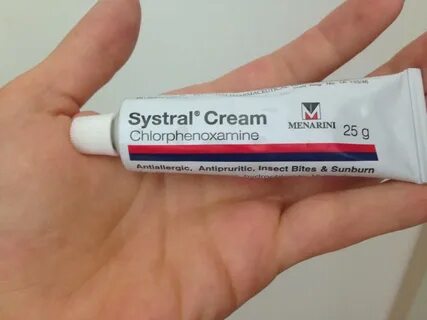 Systral® Cream
Chlorphenoxamine
MENARINI
25 g
Antiallergic, Antipruritic, Insect Bites & Sunburn